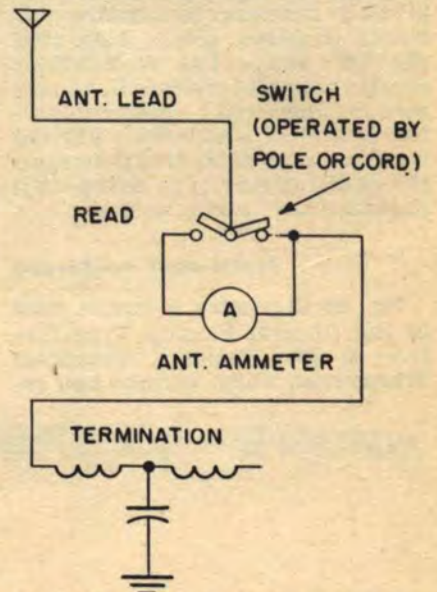 ANT. LEAD
SWITCH
(OPERATED BY
POLE OR CORD)
READ
A
ANT. AMMETER
TERMINATION